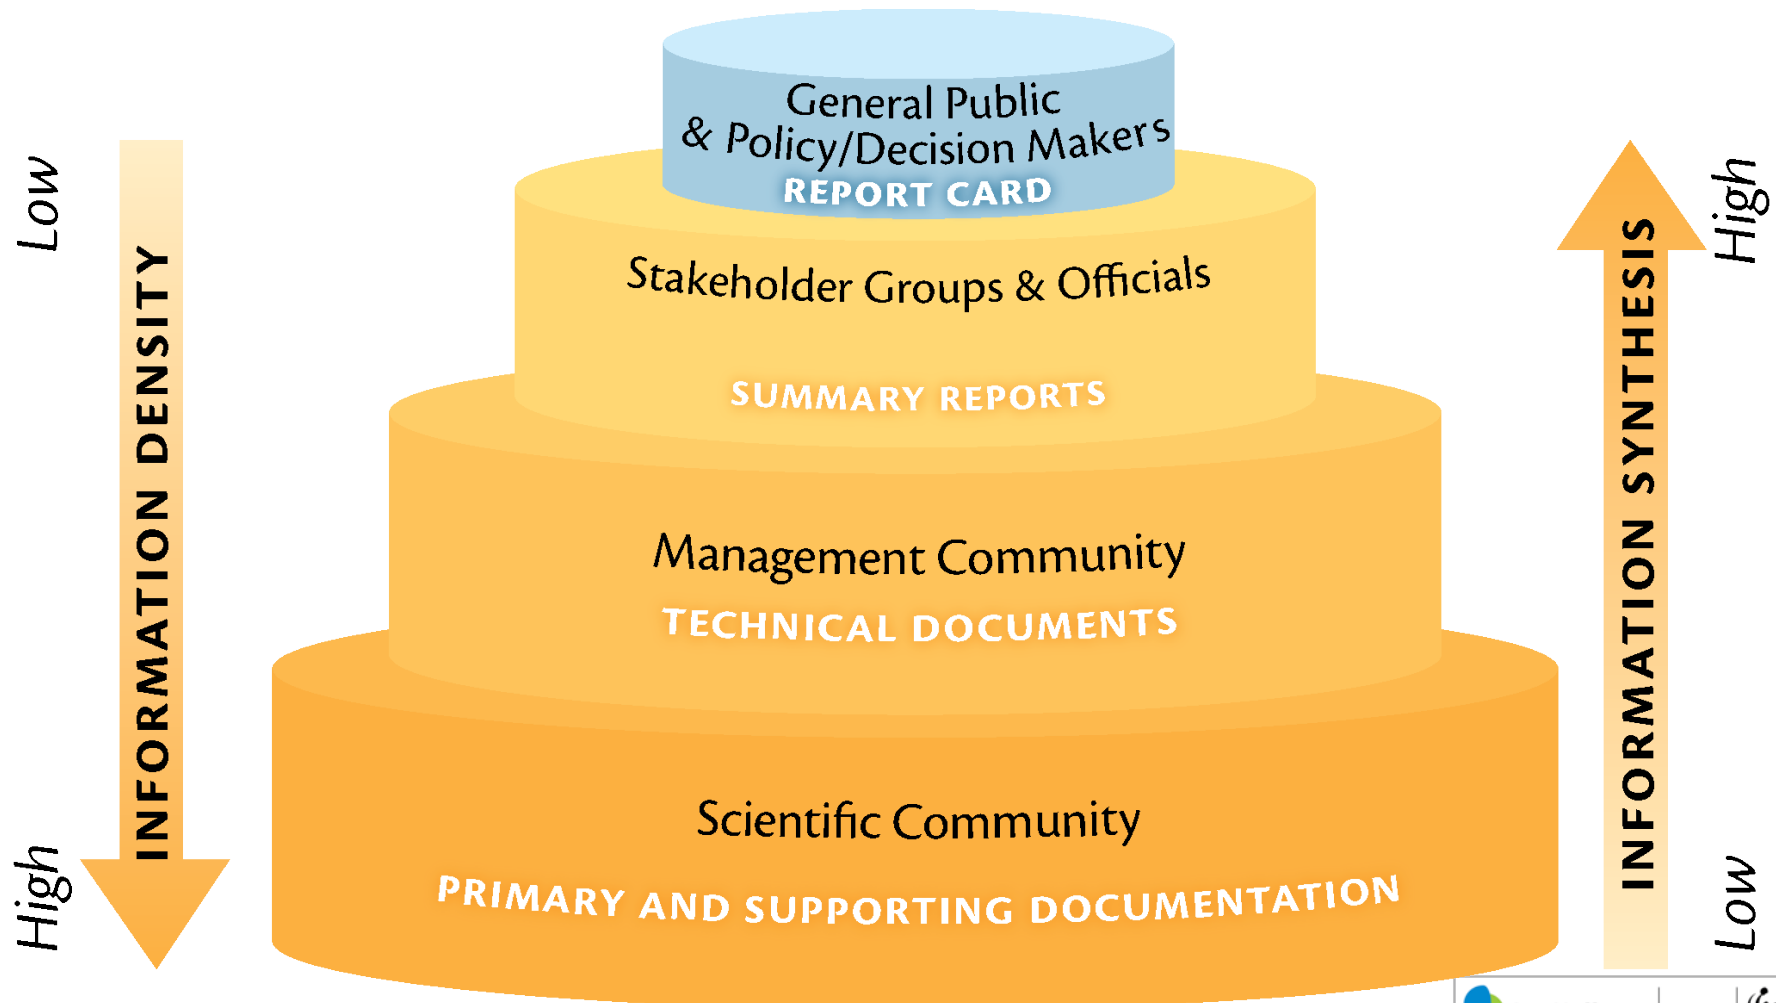 General Public
& Policy/Decision Makers
REPORT CARD
Low
High
INFORMATION DENSITY
INFORMATION SYNTHESIS
Stakeholder Groups & Officials
SUMMARY REPORTS
Management Community
TECHNICAL DOCUMENTS
Scientific Community
PRIMARY AND SUPPORTING DOCUMENTATION
High
Low